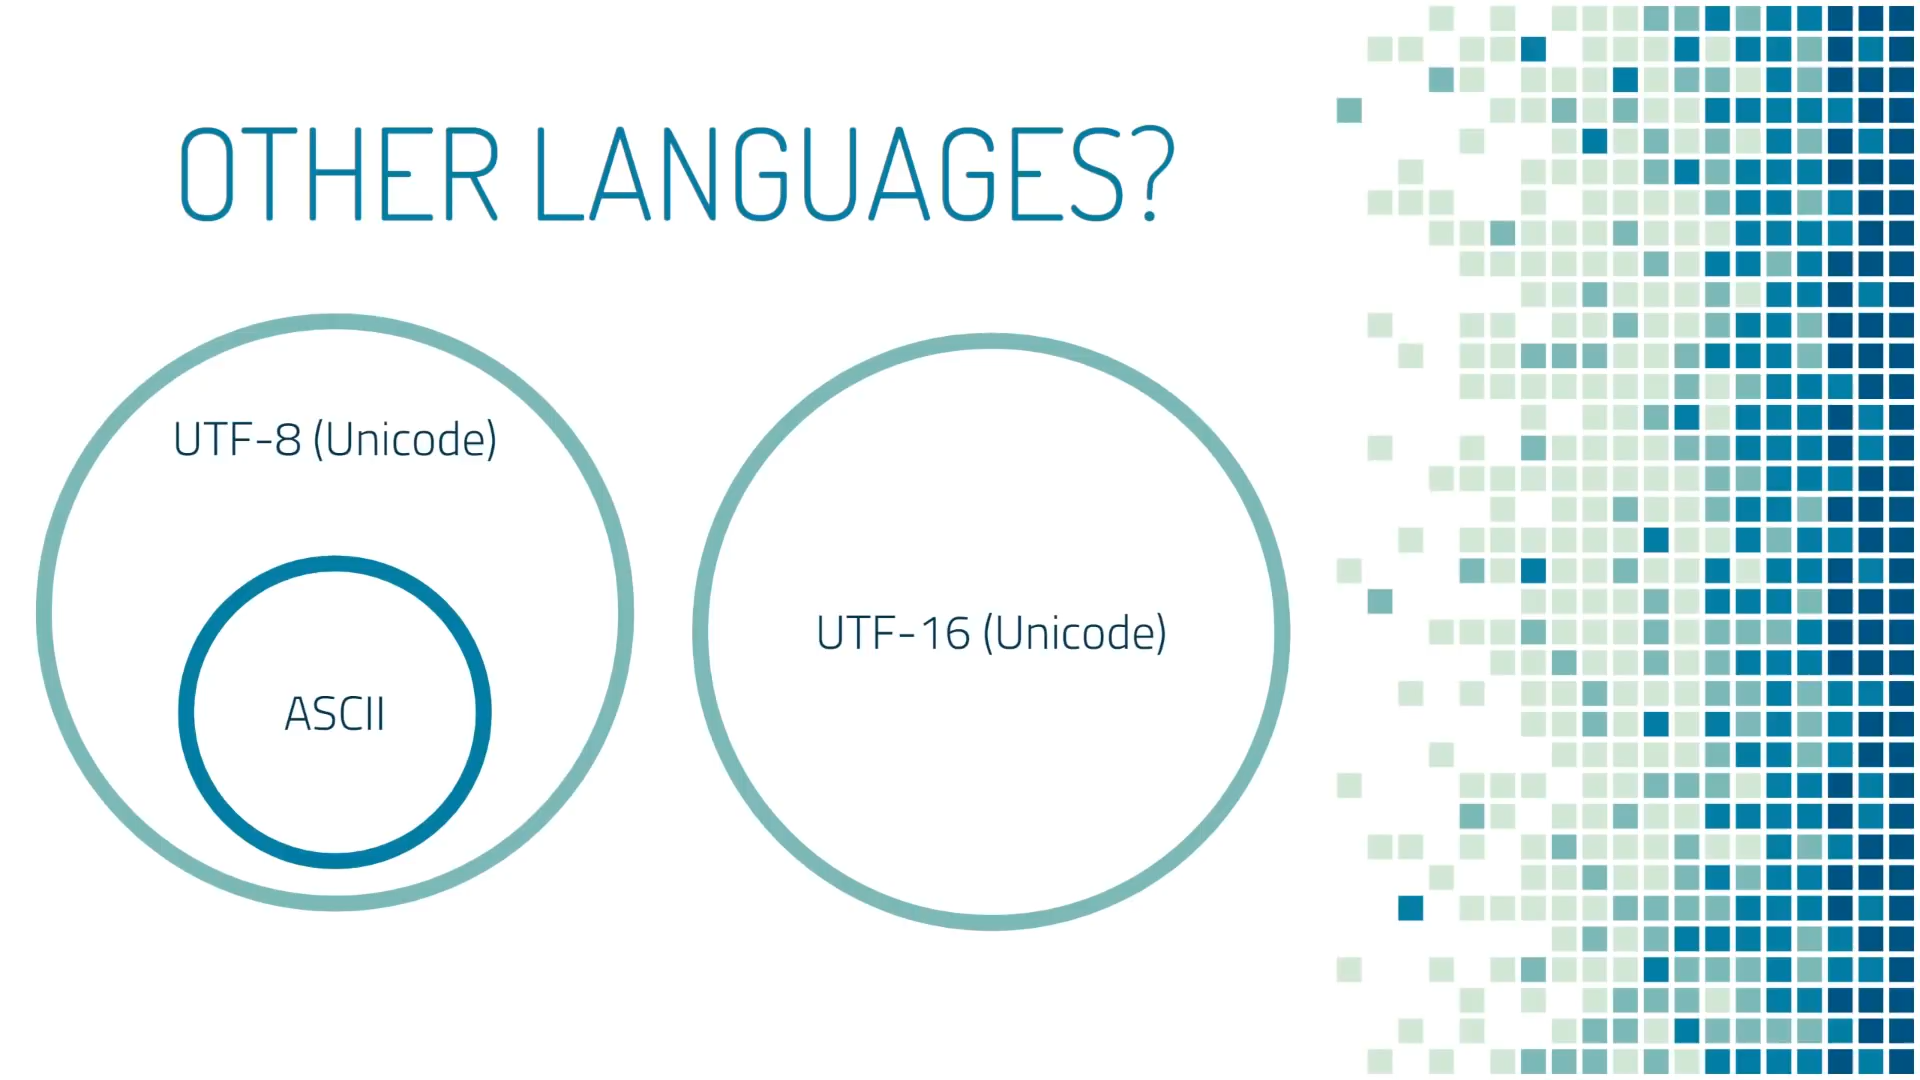 OTHER LANGUAGES?
UTF-8 (Unicode)
ASCII
UTF-16 (Unicode)